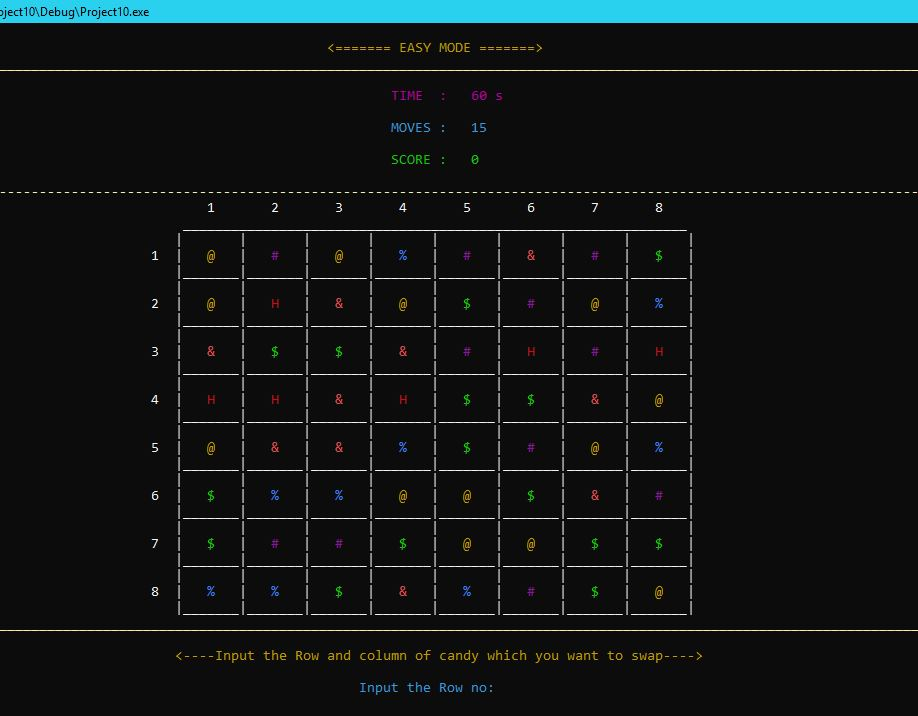 oject10\Debug\Project10.exe
<======= EASY MODE =======>
TIME : 60 s
MOVES : 15
SCORE : 0
1 2 3 4 5 6 7 8
1 @ # @ % # & # $
2 @ H & @ $ # @ %
3 & $ $ & # H # H
4 H H & H $ $ & @
5 @ & & % $ # @ %
6 $ % % @ @ $ & #
7 $ # # $ @ @ $ $
8 % % $ & % # $ @
<----Input the Row and column of candy which you want to swap---->
Input the Row no: